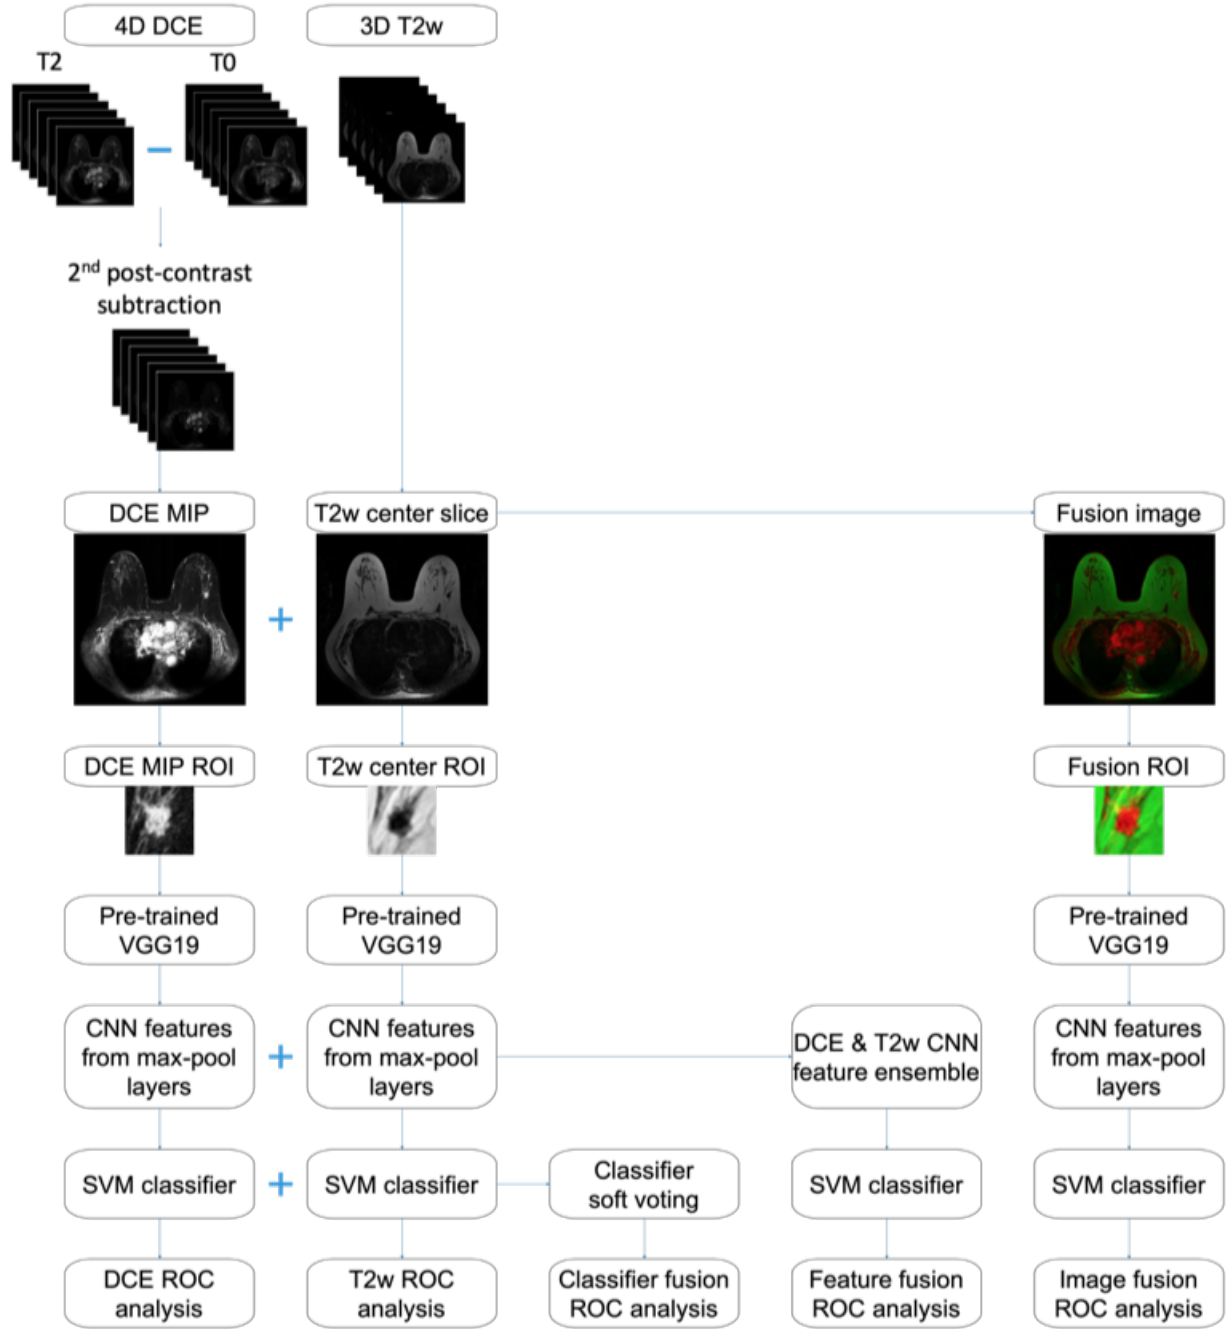 4D DCE
3D T2w
T2
T0
2nd post-contrast
subtraction
DCE MIP
T2w center slice
Fusion image
DCE MIP ROI
T2w center ROI
Fusion ROI
Pre-trained
VGG19
Pre-trained
VGG19
Pre-trained
VGG19
CNN features
from max-pool
layers
CNN features
from max-pool
layers
DCE & T2w CNN
feature ensemble
CNN features
from max-pool
layers
SVM classifier
SVM classifier
Classifier
soft voting
SVM classifier
SVM classifier
DCE ROC
analysis
T2w ROC
analysis
Classifier fusion
ROC analysis
Feature fusion
ROC analysis
Image fusion
ROC analysis